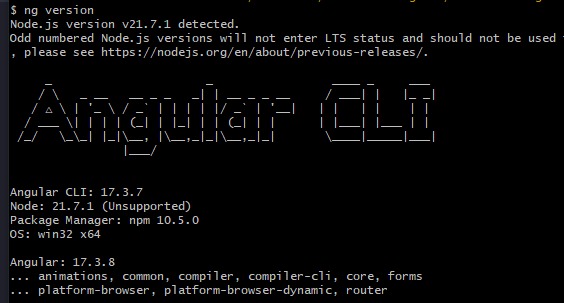 $ ng version
Node.js version v21.7.1 detected.
Odd numbered Node.js versions will not enter LTS status and should not be used
, please see https://nodejs.org/en/about/previous-releases/.
Angular CLI
Angular CLI: 17.3.7
Node: 21.7.1 (Unsupported)
Package Manager: npm 10.5.0
OS: win32 x64
Angular: 17.3.8
... animations, common, compiler, compiler-cli, core, forms
... platform-browser, platform-browser-dynamic, router